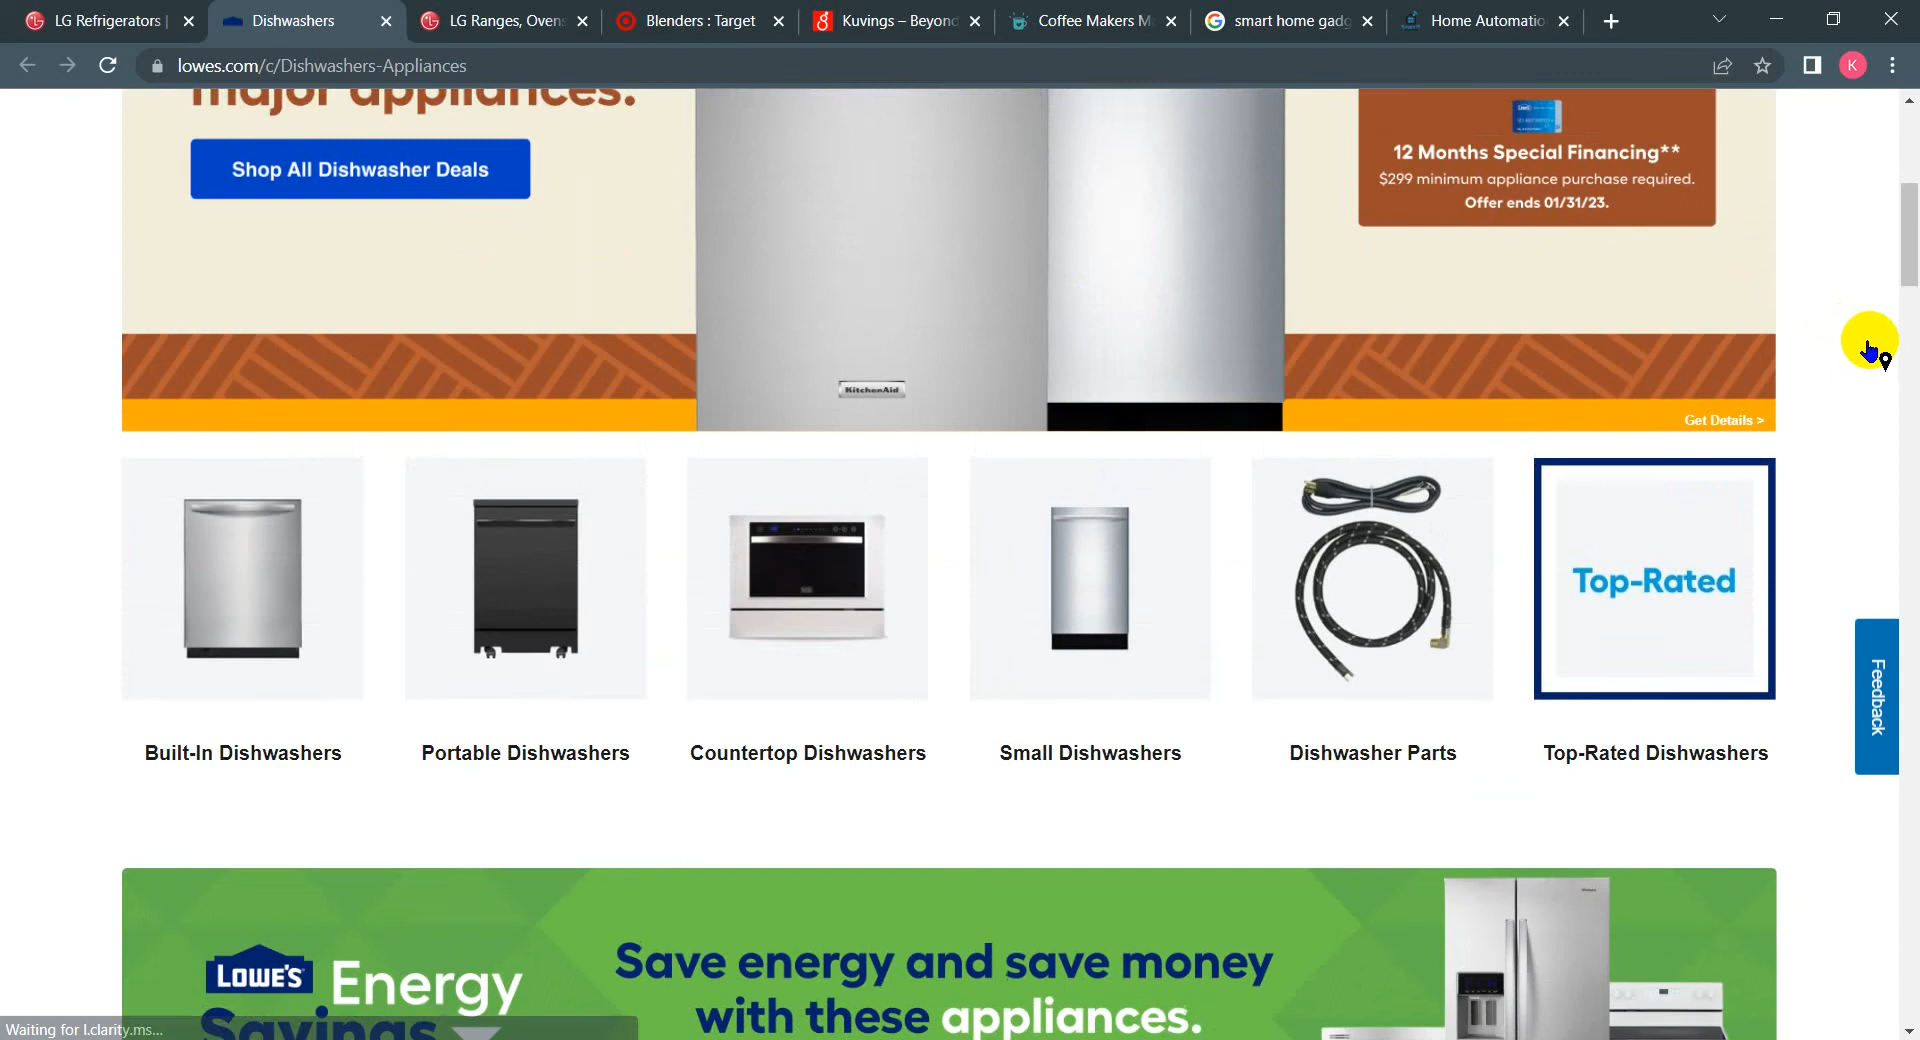 LG Refrigerators |
Dishwashers
LG Ranges, Ovens
Blenders : Target
Kuvings – Beyond
Coffee Makers M
smart home gadg
Home Automatio
lowes.com/c/Dishwashers-Appliances
K
major appliances.
Shop All Dishwasher Deals
12 Months Special Financing**
$299 minimum appliance purchase required.
Offer ends 01/31/23.
KitchenAid
Get Details >
Top-Rated
Built-In Dishwashers
Portable Dishwashers
Countertop Dishwashers
Small Dishwashers
Dishwasher Parts
Top-Rated Dishwashers
Feedback
LOWE'S Energy
Savings
Save energy and save money
with these appliances.
Waiting for l.clarity.ms...